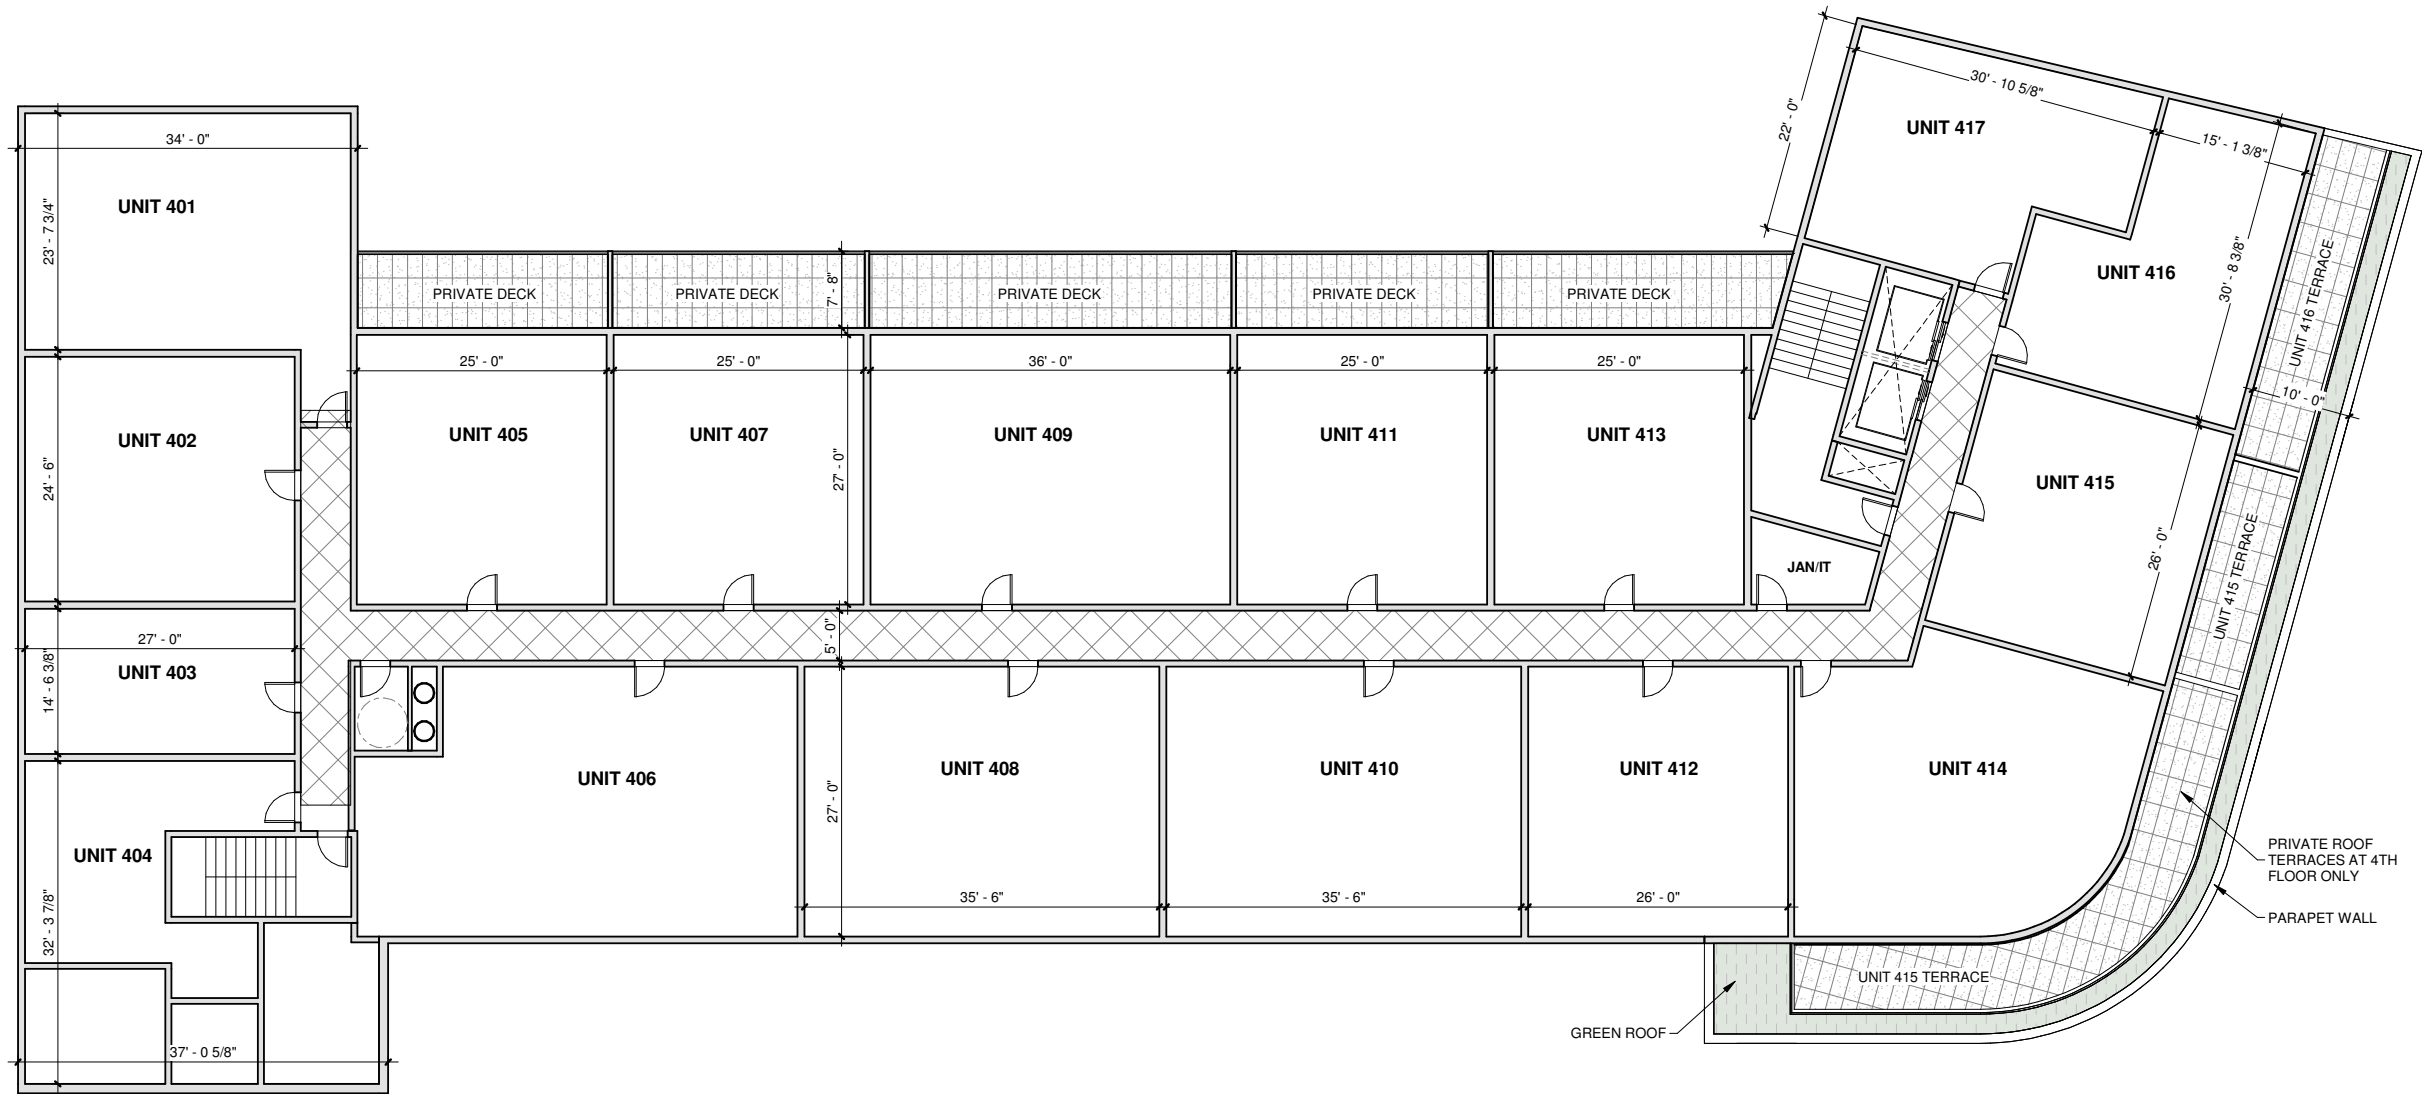 30' - 10 5/8"
22' - 0"
UNIT 417
15' - 1 3/8"
34' - 0"
UNIT 401
23' - 7 3/4"
UNIT 416
30' - 8 3/8"
UNIT 416 TERRACE
PRIVATE DECK
PRIVATE DECK
7' - 8"
PRIVATE DECK
PRIVATE DECK
PRIVATE DECK
25' - 0"
25' - 0"
36' - 0"
25' - 0"
25' - 0"
10' - 0"
UNIT 402
24' - 6"
UNIT 405
UNIT 407
27' - 0"
UNIT 409
UNIT 411
UNIT 413
UNIT 415
26' - 0"
UNIT 415 TERRACE
JAN/IT
27' - 0"
UNIT 403
14' - 6 3/8"
5' - 0"
UNIT 406
27' - 0"
UNIT 408
UNIT 410
UNIT 412
UNIT 414
UNIT 404
32' - 3 7/8"
35' - 6"
35' - 6"
26' - 0"
PRIVATE ROOF
TERRACES AT 4TH
FLOOR ONLY
PARAPET WALL
UNIT 415 TERRACE
GREEN ROOF
37' - 0 5/8"